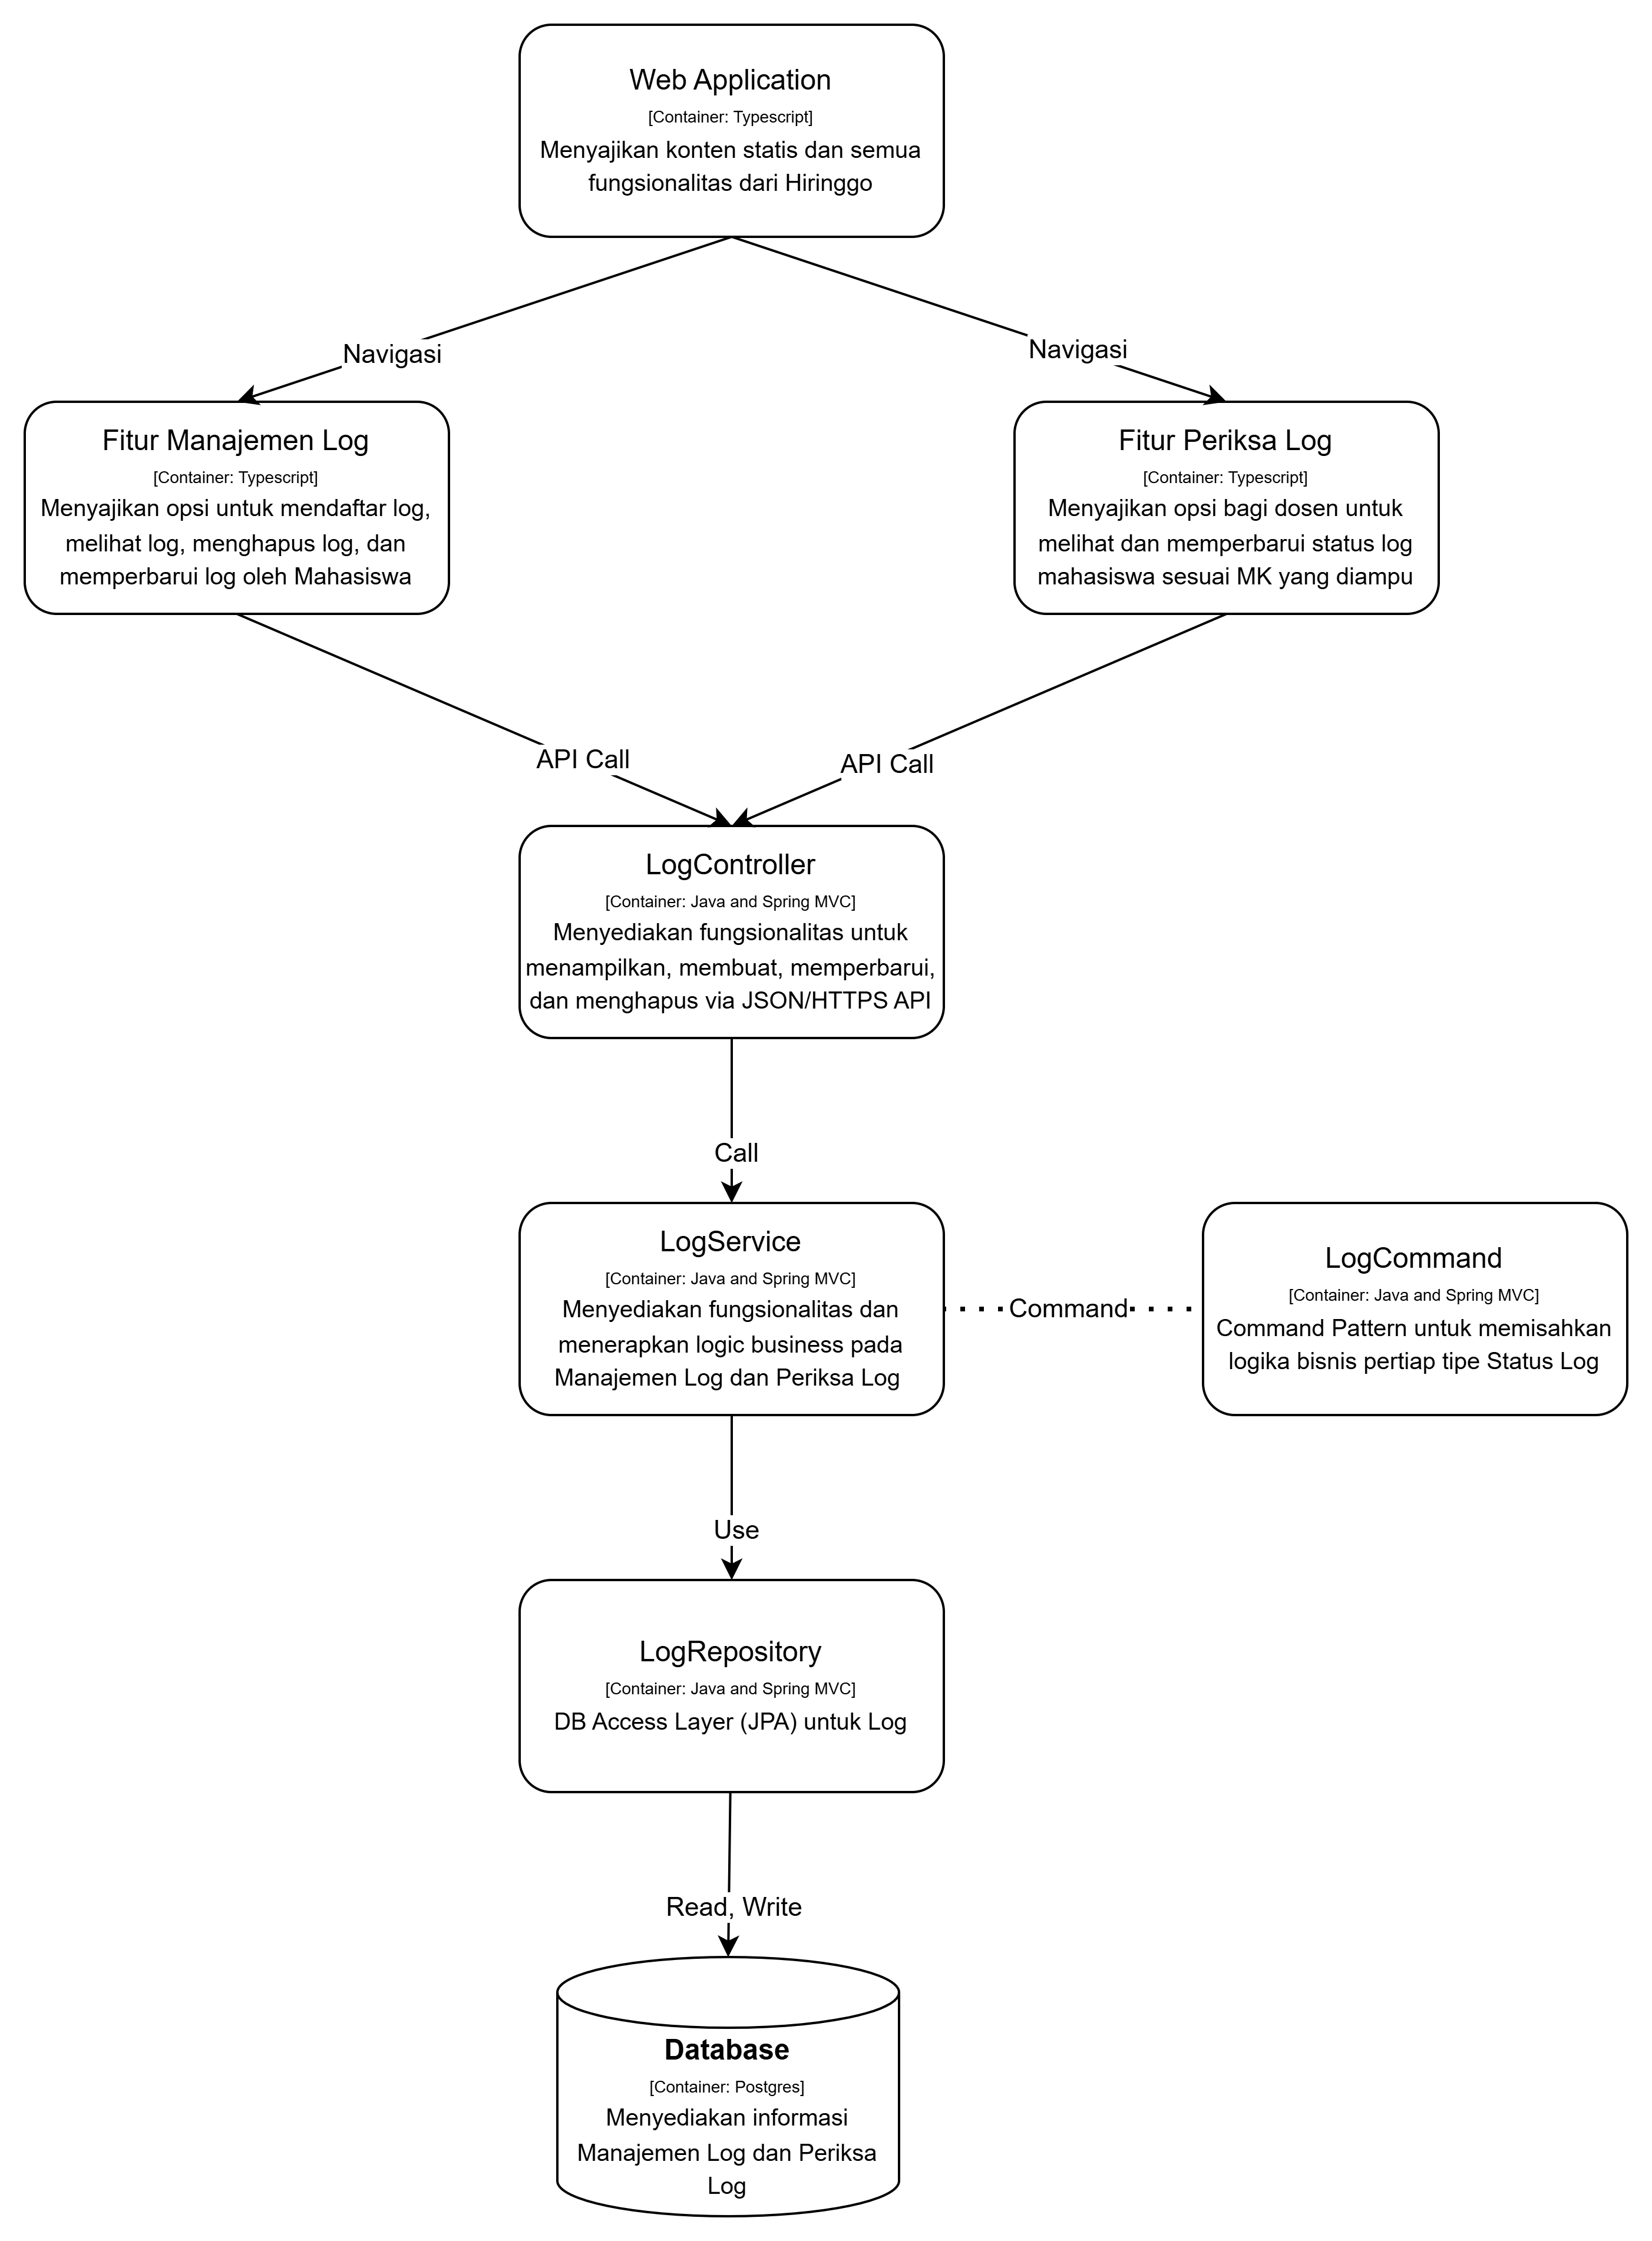 Web Application
[Container: Typescript]
Menyajikan konten statis dan semua
fungsionalitas dari Hiringgo
Navigasi
Navigasi
Fitur Manajemen Log
[Container: Typescript]
Menyajikan opsi untuk mendaftar log,
melihat log, menghapus log, dan
memperbarui log oleh Mahasiswa
Fitur Periksa Log
[Container: Typescript]
Menyajikan opsi bagi dosen untuk
melihat dan memperbarui status log
mahasiswa sesuai MK yang diampu
API Call
API Call
LogController
[Container: Java and Spring MVC]
Menyediakan fungsionalitas untuk
menampilkan, membuat, memperbarui,
dan menghapus via JSON/HTTPS API
Call
LogService
[Container: Java and Spring MVC]
Menyediakan fungsionalitas dan
menerapkan logic business pada
Manajemen Log dan Periksa Log
Command
LogCommand
[Container: Java and Spring MVC]
Command Pattern untuk memisahkan
logika bisnis pertiap tipe Status Log
Use
LogRepository
[Container: Java and Spring MVC]
DB Access Layer (JPA) untuk Log
Read, Write
Database
[Container: Postgres]
Menyediakan informasi
Manajemen Log dan Periksa
Log